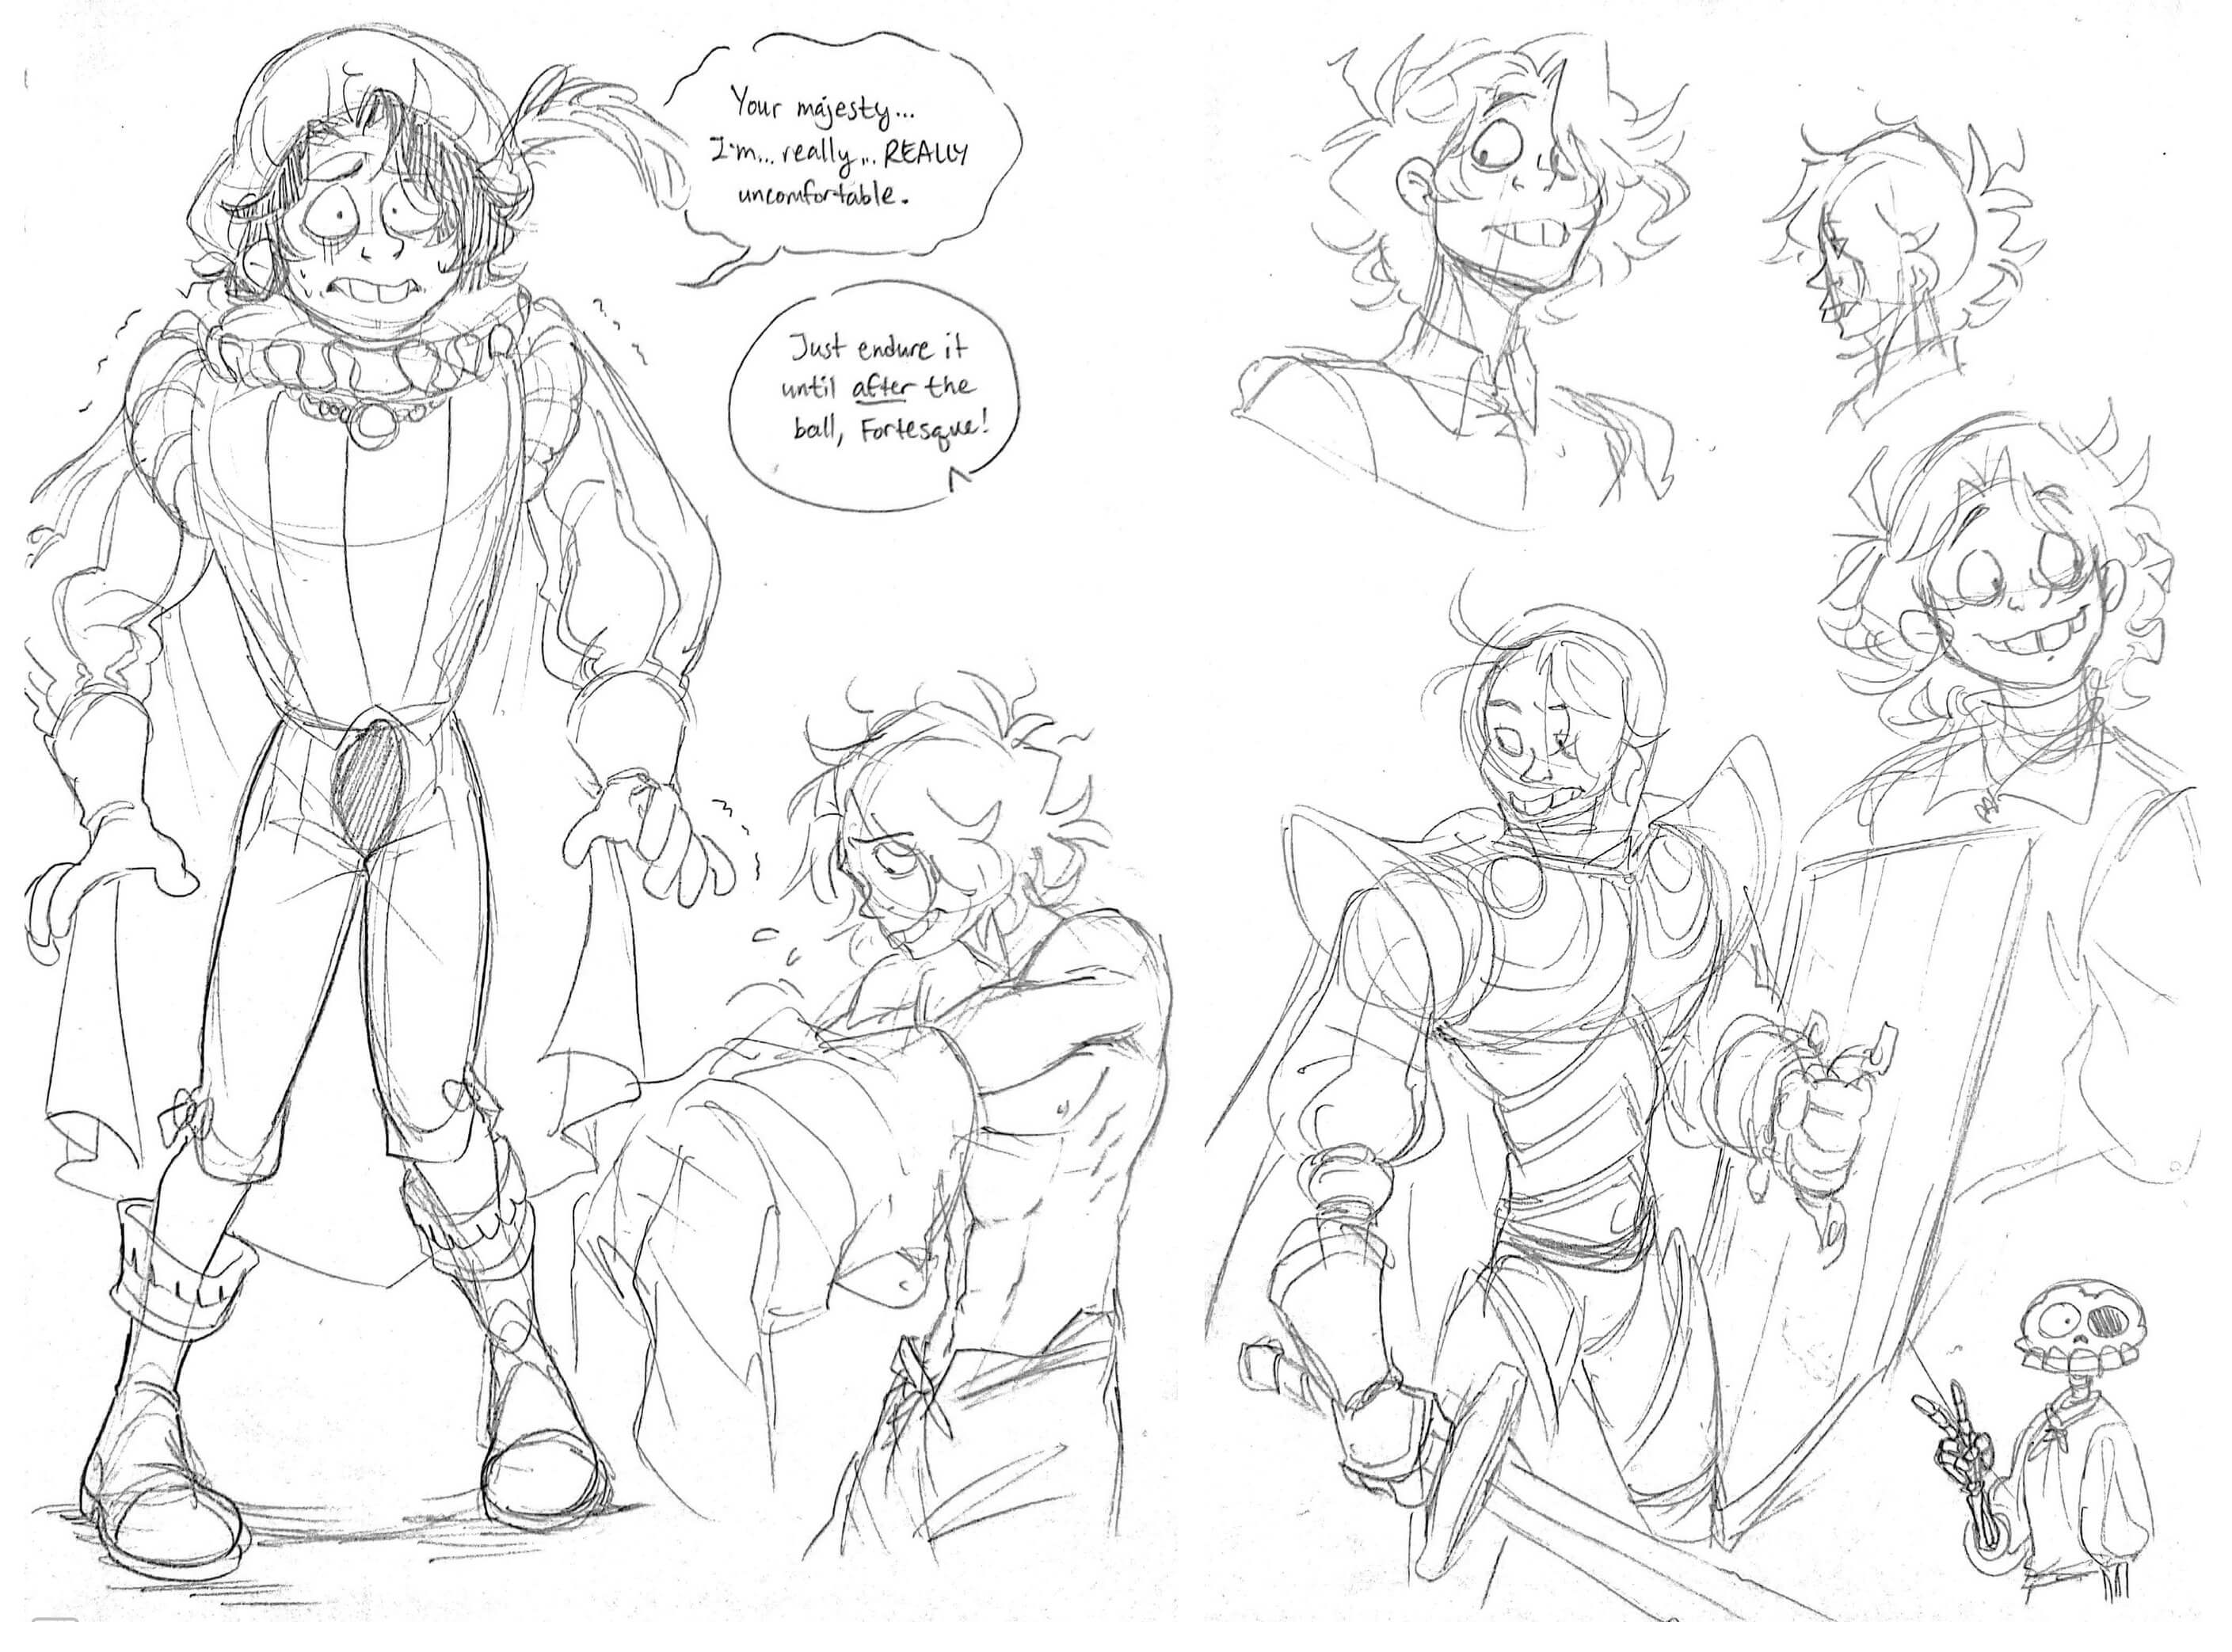 Your majesty...
I'm... really... REALLY
uncomfortable.
Just endure it
until after the
ball, Fortesque!